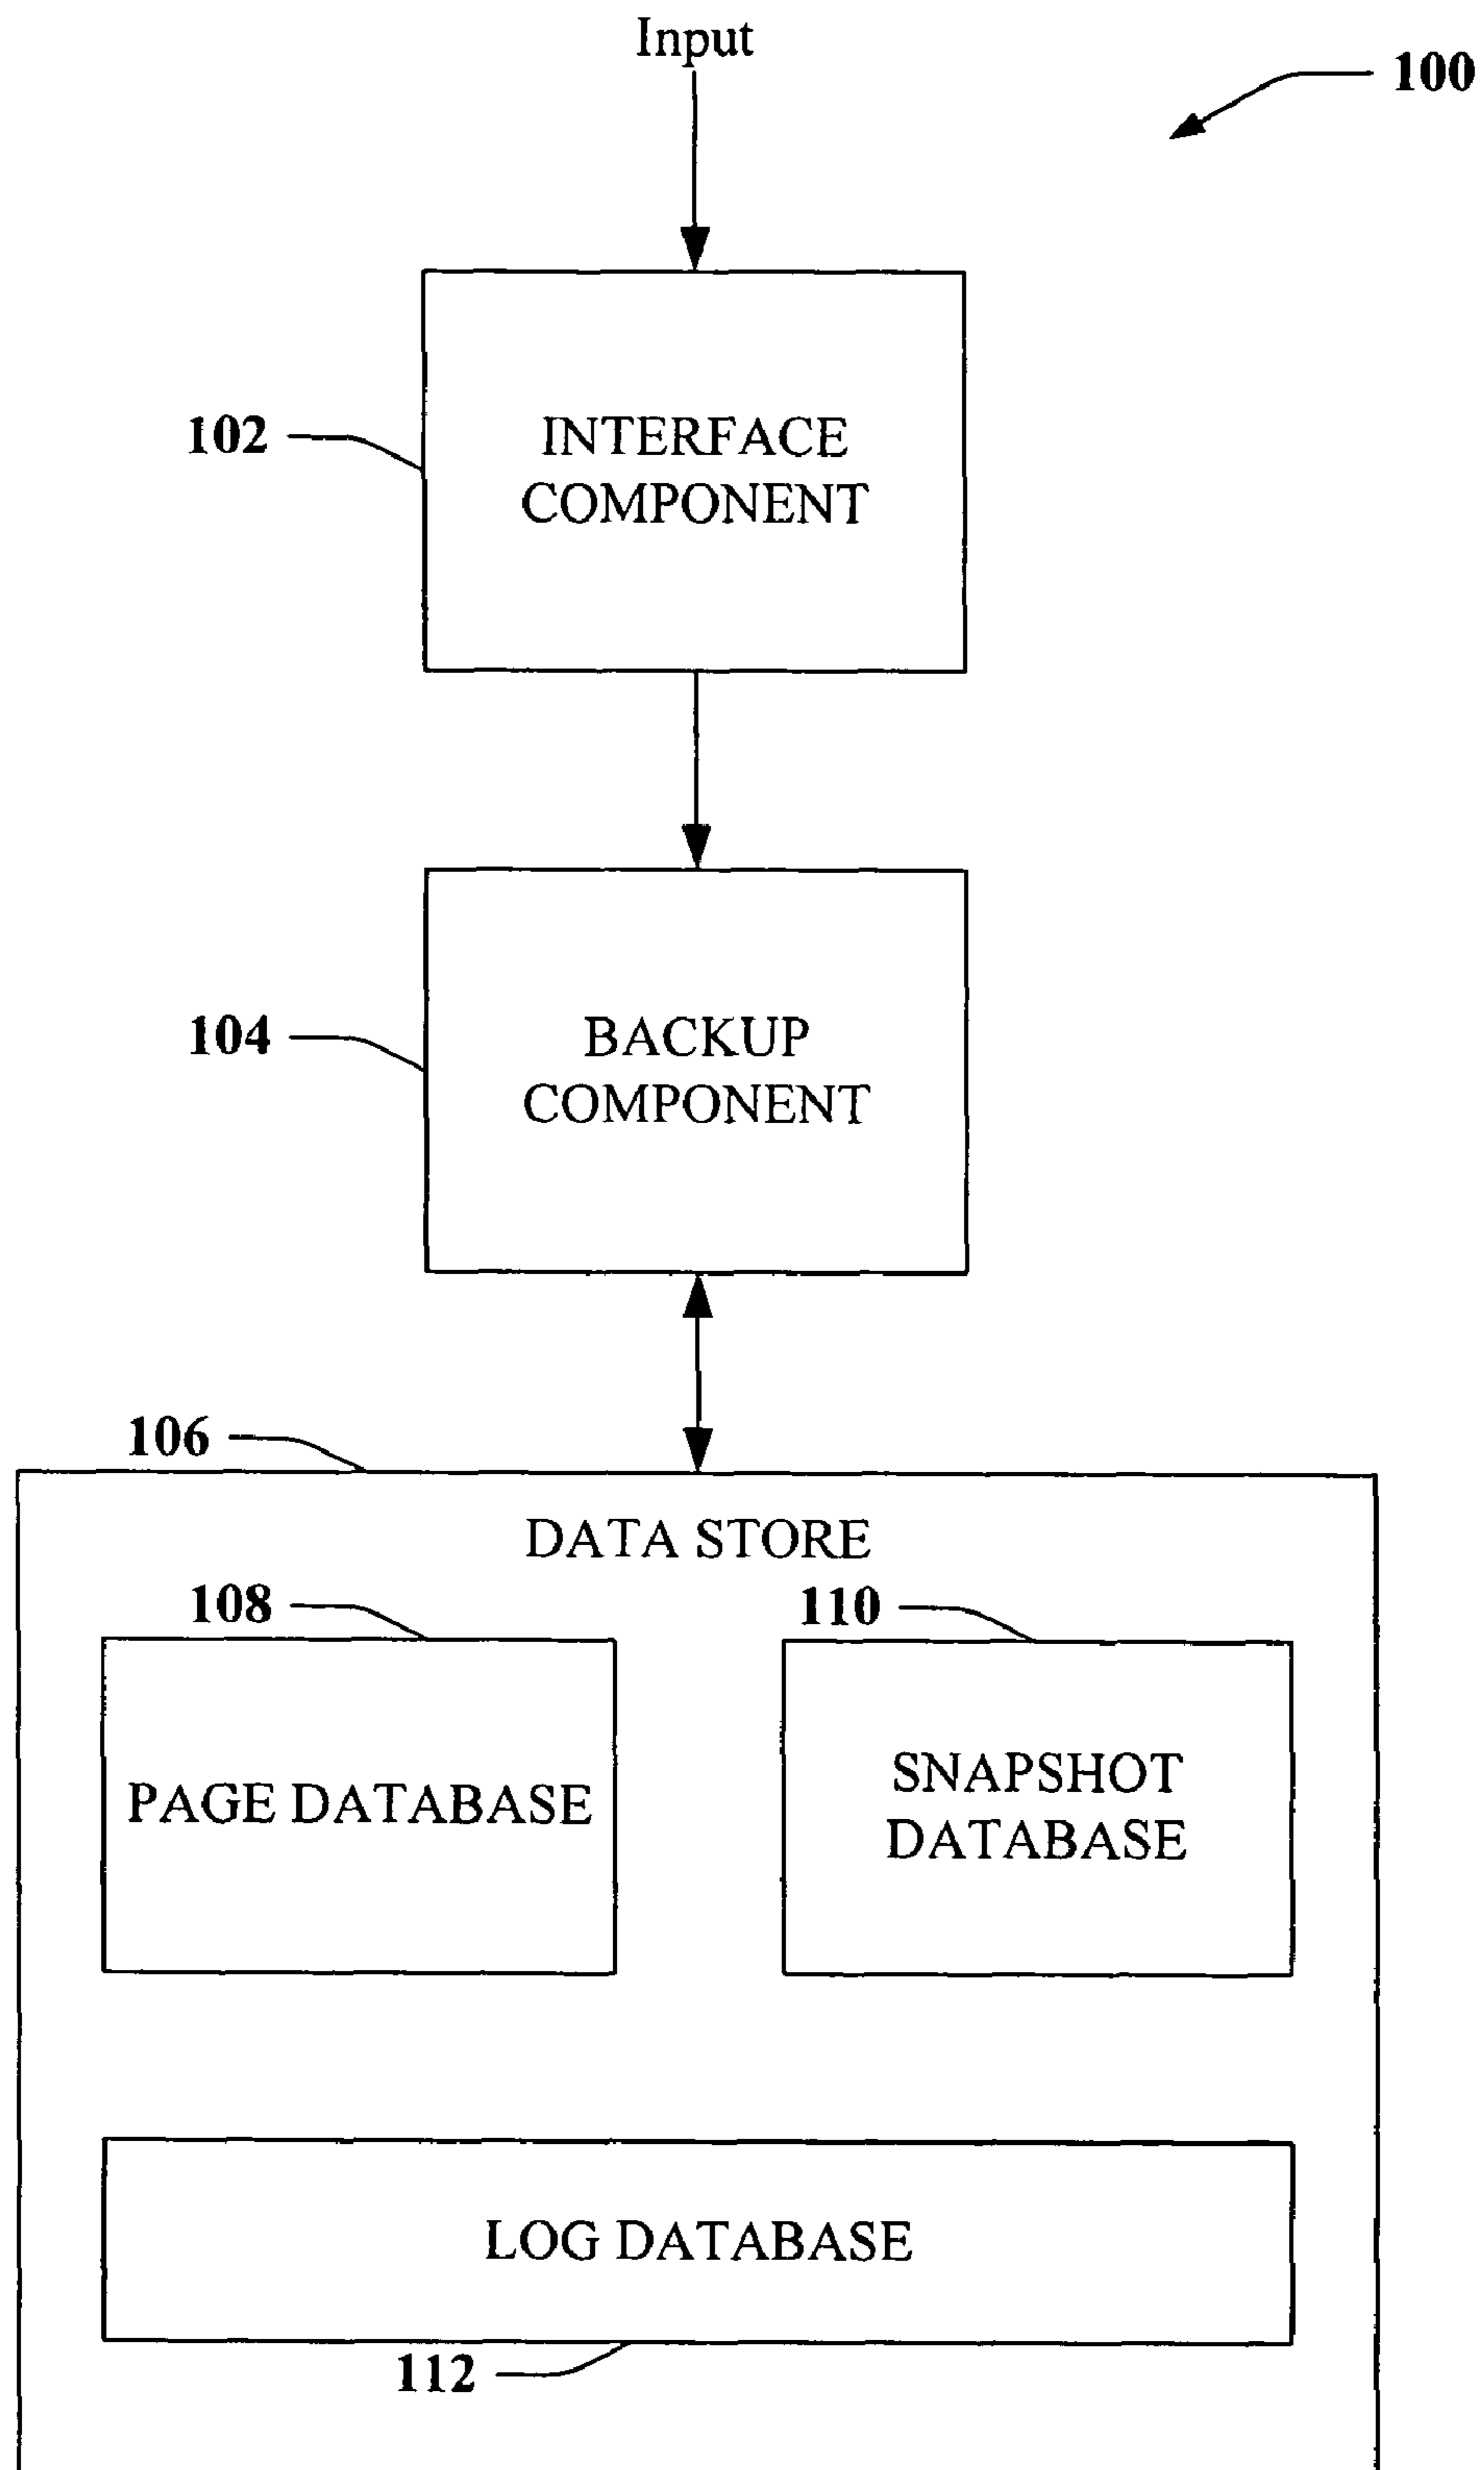 Input
100
102
INTERFACE
COMPONENT
104
BACKUP
COMPONENT
106
DATA STORE
108
110
PAGE DATABASE
SNAPSHOT
DATABASE
LOG DATABASE
112